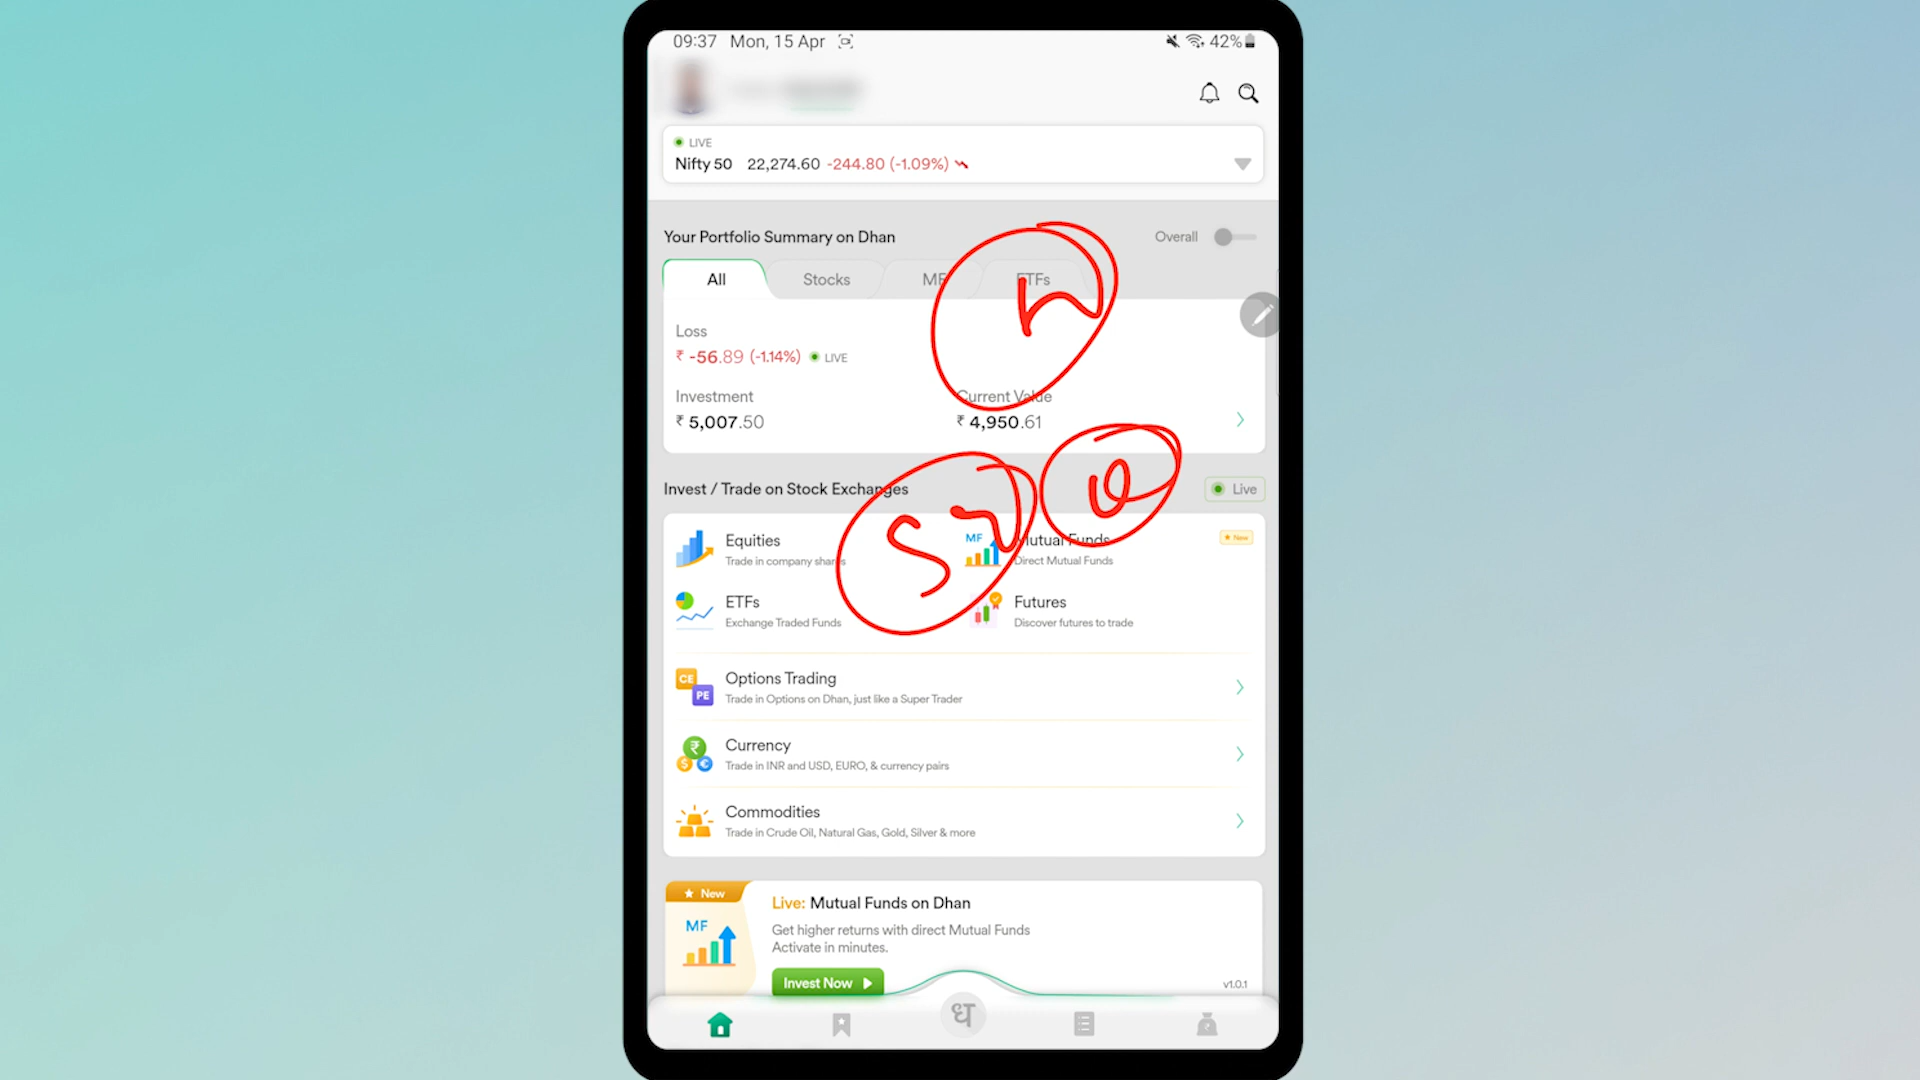 09:37 Mon, 15 Apr 42%
LIVE
Nifty 50 22,274.60 -244.80 (-1.09%)
Your Portfolio Summary on Dhan Overall
All Stocks MF ETFs
Loss
₹ -56.89 (-1.14%) LIVE
Investment Current Value
₹ 5,007.50 ₹ 4,950.61
Invest / Trade on Stock Exchanges Live
Equities MF Mutual Funds New
Trade in company shares Direct Mutual Funds
ETFs Futures
Exchange Traded Funds Discover futures to trade
CE PE Options Trading
Trade in Options on Dhan, just like a Super Trader
Currency
Trade in INR and USD, EURO, & currency pairs
Commodities
Trade in Crude Oil, Natural Gas, Gold, Silver & more
New
Live: Mutual Funds on Dhan
MF
Get higher returns with direct Mutual Funds
Activate in minutes.
Invest Now v1.0.1
ध